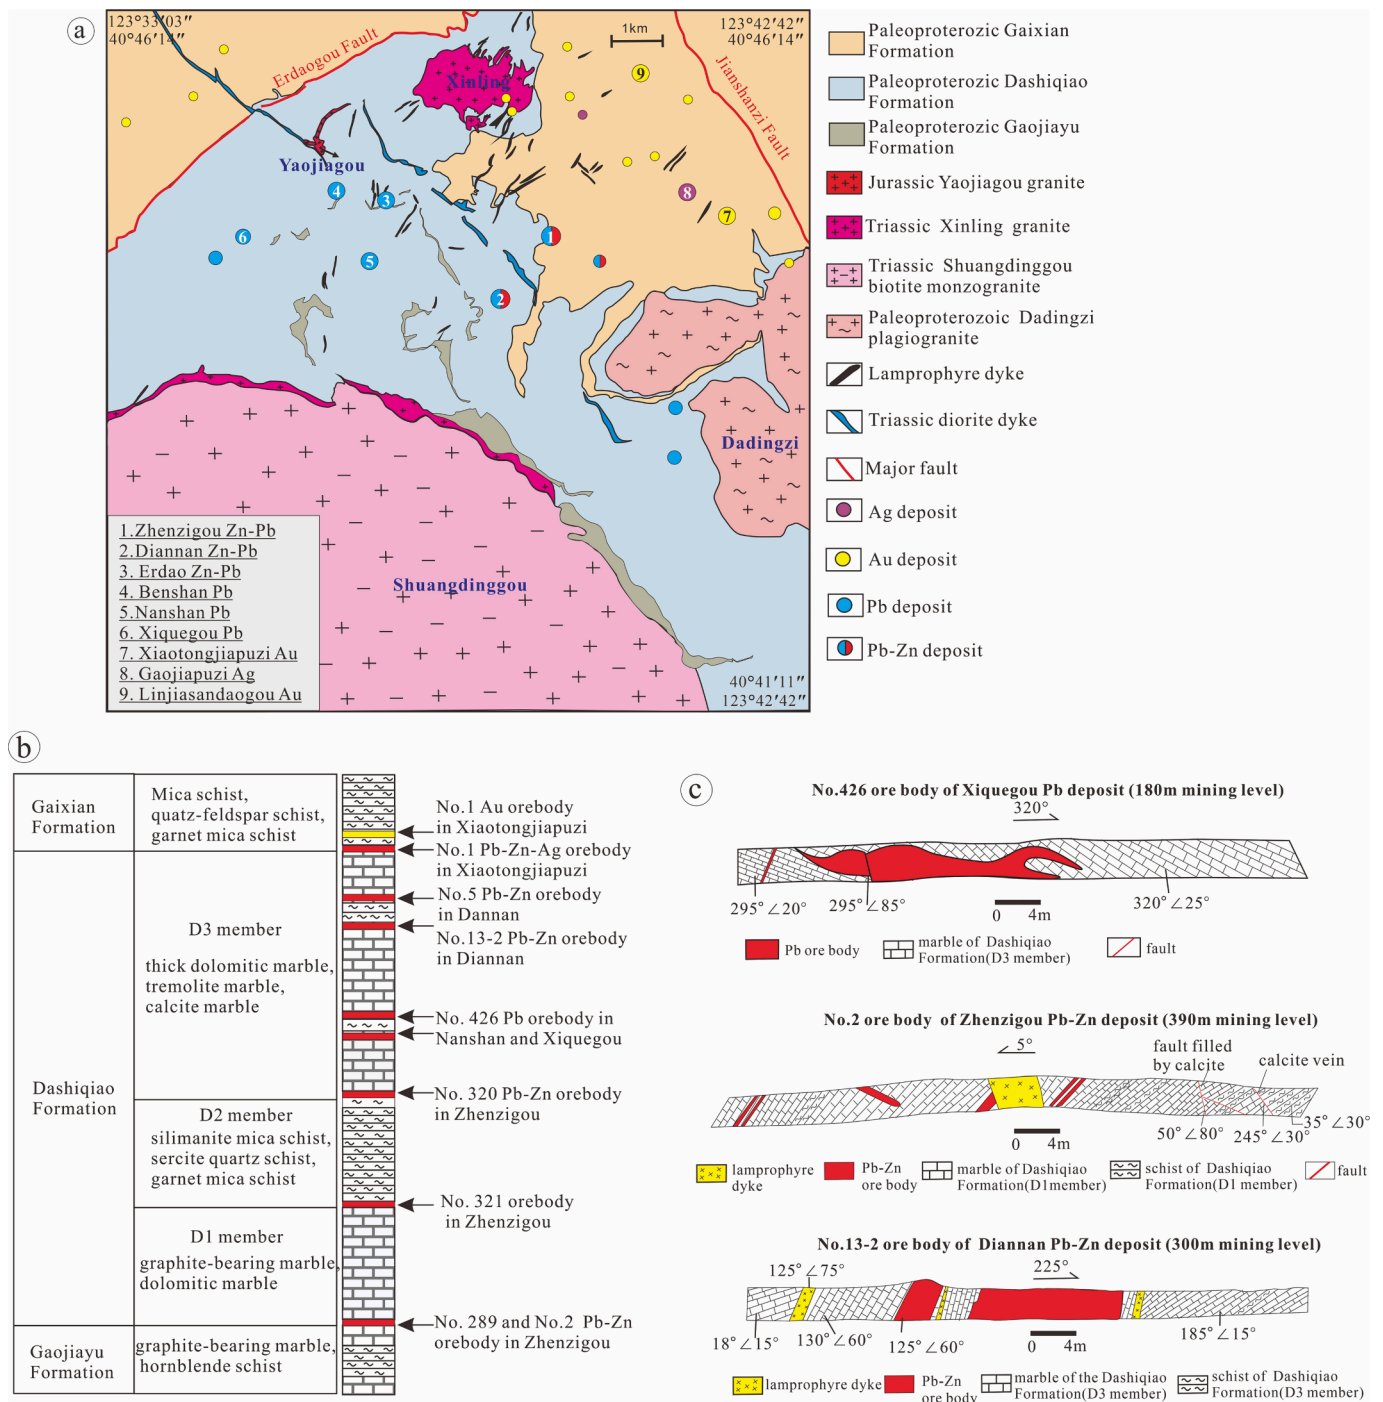 a
123°33′03″
40°46′14″
123°42′42″
40°46′14″
1km
Erdaogou Fault
Jianshanzi Fault
Xinling
Yaojiagou
Dadingzi
Shuangdinggou
9
8
7
4
3
6
5
1
2
1.Zhenzigou Zn-Pb
2.Diannan Zn-Pb
3. Erdao Zn-Pb
4. Benshan Pb
5.Nanshan Pb
6. Xiquegou Pb
7. Xiaotongjiapuzi Au
8. Gaojiapuzi Ag
9. Linjiasandaogou Au
40°41′11″
123°42′42″
Paleoproterozic Gaixian
Formation
Paleoproterozic Dashiqiao
Formation
Paleoproterozic Gaojiayu
Formation
Jurassic Yaojiagou granite
Triassic Xinling granite
Triassic Shuangdinggou
biotite monzogranite
Paleoproterozoic Dadingzi
plagiogranite
Lamprophyre dyke
Triassic diorite dyke
Major fault
Ag deposit
Au deposit
Pb deposit
Pb-Zn deposit
b
Gaixian
Formation
Mica schist,
quatz-feldspar schist,
garnet mica schist
Dashiqiao
Formation
D3 member
thick dolomitic marble,
tremolite marble,
calcite marble
D2 member
silimanite mica schist,
sercite quartz schist,
garnet mica schist
D1 member
graphite-bearing marble,
dolomitic marble
Gaojiayu
Formation
graphite-bearing marble,
hornblende schist
No.1 Au orebody
in Xiaotongjiapuzi
No.1 Pb-Zn-Ag orebody
in Xiaotongjiapuzi
No.5 Pb-Zn orebody
in Dannan
No.13-2 Pb-Zn orebody
in Diannan
No. 426 Pb orebody in
Nanshan and Xiquegou
No. 320 Pb-Zn orebody
in Zhenzigou
No. 321 orebody
in Zhenzigou
No. 289 and No.2 Pb-Zn
orebody in Zhenzigou
c
No.426 ore body of Xiquegou Pb deposit (180m mining level)
320°
295°∠20°
295°∠85°
0 4m
320°∠25°
Pb ore body
marble of Dashiqiao
Formation(D3 member)
fault
No.2 ore body of Zhenzigou Pb-Zn deposit (390m mining level)
5°
fault filled
by calcite
calcite vein
0 4m
50°∠80°
245°∠30°
35°∠30°
lamprophyre
dyke
Pb-Zn
ore body
marble of Dashiqiao
Formation(D1member)
schist of Dashiqiao
Formation(D1 member)
fault
No.13-2 ore body of Diannan Pb-Zn deposit (300m mining level)
125°∠75°
225°
18°∠15°
130°∠60°
125°∠60°
0 4m
185°∠15°
lamprophyre dyke
Pb-Zn
ore body
marble of the Dashiqiao
Formation(D3 member)
schist of Dashiqiao
Formation(D3 member)